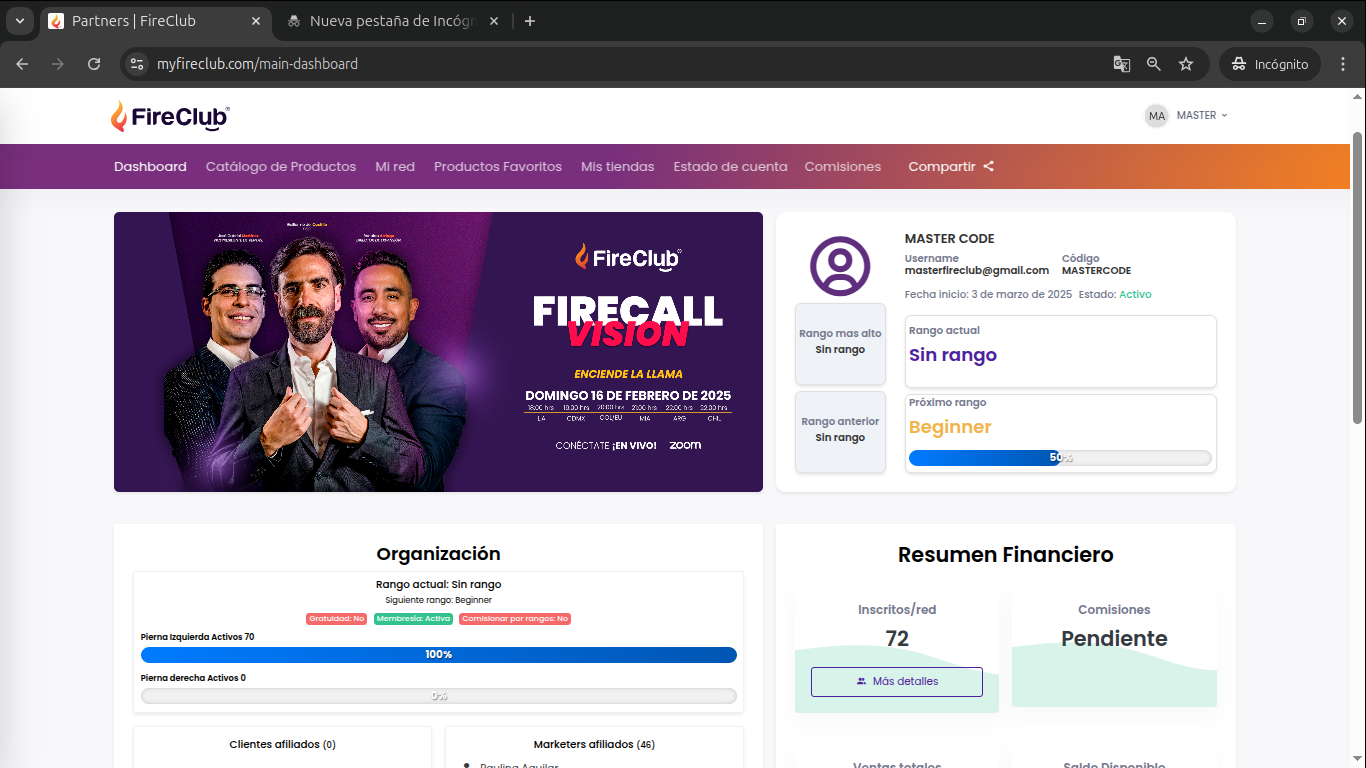 Partners | FireClub
Nueva pestaña de Incógn
myfireclub.com/main-dashboard
Incógnito
FireClub
MA MASTER
Dashboard Catálogo de Productos Mi red Productos Favoritos Mis tiendas Estado de cuenta Comisiones Compartir
FireClub
FIRECALL
VISION
ENCIENDE LA LLAMA
DOMINGO 16 DE FEBRERO DE 2025
18:00 hrs 19:00 hrs 20:00 hrs 21:00 hrs 22:00 hrs 22:00 hrs
LA CDMX COL/EU MIA ARG CHL
CONÉCTATE ¡EN VIVO! zoom
MASTER CODE
Username Código
masterfireclub@gmail.com MASTERCODE
Fecha inicio: 3 de marzo de 2025 Estado: Activo
Rango mas alto
Sin rango
Rango actual
Sin rango
Rango anterior
Sin rango
Próximo rango
Beginner
50%
Organización
Rango actual: Sin rango
Siguiente rango: Beginner
Gratuidad: No Membresía: Activa Comisionar por rangos: No
Pierna Izquierda Activos 70
100%
Pierna derecha Activos 0
0%
Clientes afiliados (0)
Marketers afiliados (46)
Paulina Aguilar
Resumen Financiero
Inscritos/red
72
Más detalles
Comisiones
Pendiente
Ventas totales
Saldo Disponible